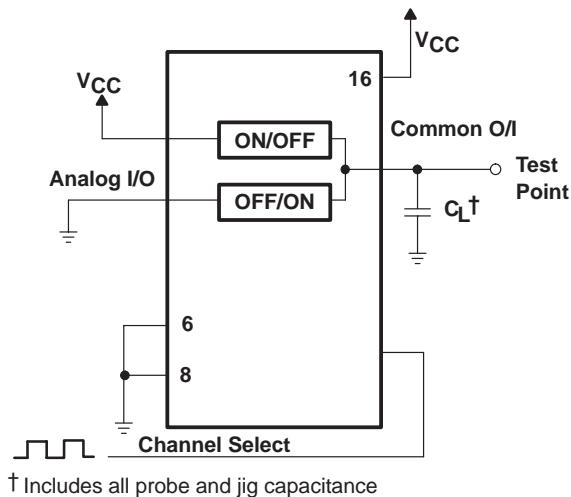 VCC
16
VCC
ON/OFF
Common O/I
Analog I/O
OFF/ON
Test
Point
CL†
6
8
Channel Select
† Includes all probe and jig capacitance